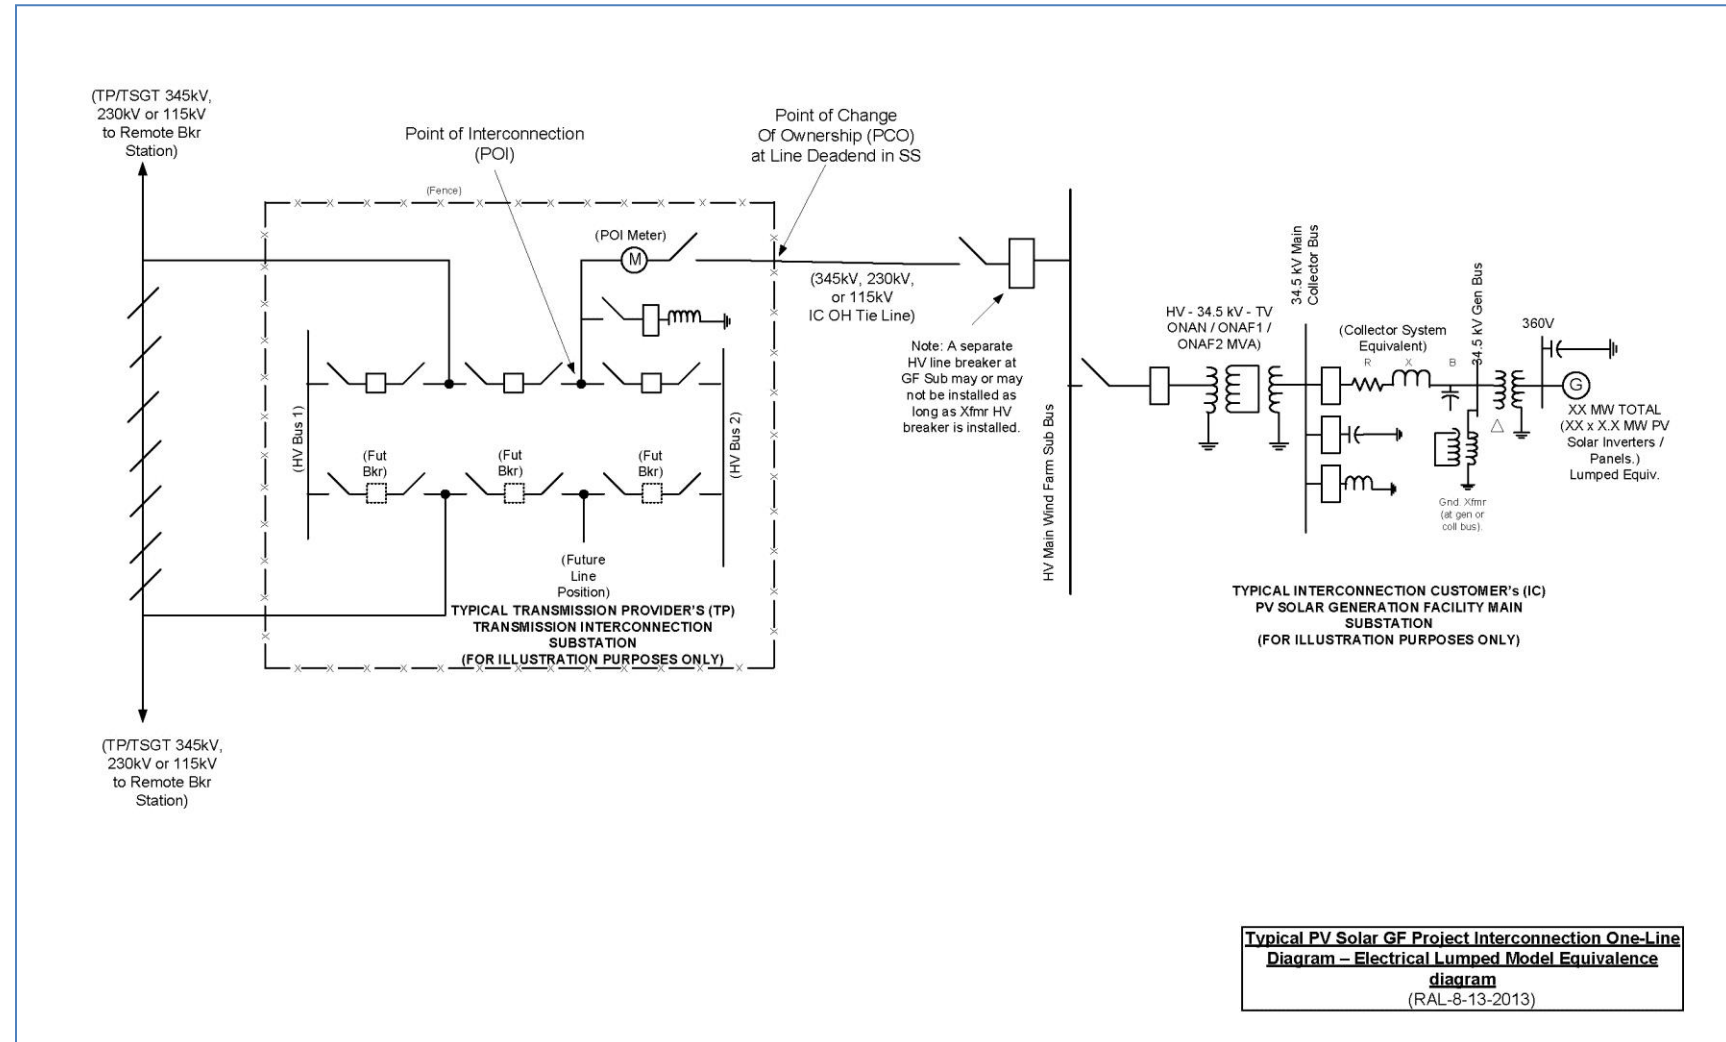 (TP/TSGT 345kV,
230kV or 115kV
to Remote Bkr
Station)
Point of Interconnection
(POI)
Point of Change
Of Ownership (PCO)
at Line Deadend in SS
(Fence)
(POI Meter)
M
(345kV, 230kV,
or 115kV
IC OH Tie Line)
Note: A separate
HV line breaker at
GF Sub may or may
not be installed as
long as Xfmr HV
breaker is installed.
(HV Bus 1)
(HV Bus 2)
(Fut
Bkr)
(Fut
Bkr)
(Fut
Bkr)
(Future
Line
Position)
TYPICAL TRANSMISSION PROVIDER'S (TP)
TRANSMISSION INTERCONNECTION
SUBSTATION
(FOR ILLUSTRATION PURPOSES ONLY)
(TP/TSGT 345kV,
230kV or 115kV
to Remote Bkr
Station)
HV Main Wind Farm Sub Bus
HV - 34.5 kV - TV
ONAN / ONAF1 /
ONAF2 MVA)
34.5 kV Main
Collector Bus
(Collector System
Equivalent)
R X B
34.5 kV Gen Bus
360V
G
XX MW TOTAL
(XX x X.X MW PV
Solar Inverters /
Panels.)
Lumped Equiv.
Gnd. Xfmr
(at gen or
coll bus).
TYPICAL INTERCONNECTION CUSTOMER's (IC)
PV SOLAR GENERATION FACILITY MAIN
SUBSTATION
(FOR ILLUSTRATION PURPOSES ONLY)
Typical PV Solar GF Project Interconnection One-Line
Diagram – Electrical Lumped Model Equivalence
diagram
(RAL-8-13-2013)